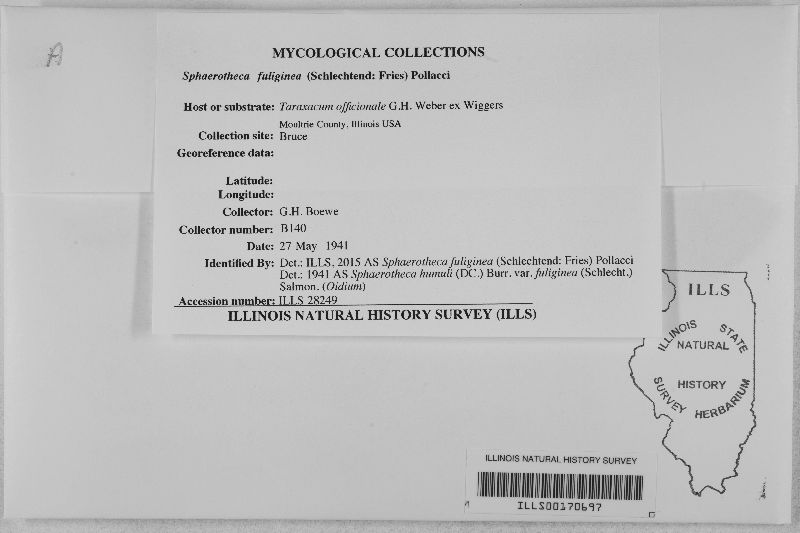 A
MYCOLOGICAL COLLECTIONS
Sphaerotheca fuliginea (Schlechtend: Fries) Pollacci
Host or substrate: Taraxacum officionale G.H. Weber ex Wiggers
Moultrie County, Illinois USA
Collection site: Bruce
Georeference data:
Latitude:
Longitude:
Collector: G.H. Boewe
Collector number: B140
Date: 27 May 1941
Identified By: Det.: ILLS, 2015 AS Sphaerotheca fuliginea (Schlechtend: Fries) Pollacci
Det.: 1941 AS Sphaerotheca humuli (DC.) Burr. var. fuliginea (Schlecht.)
Salmon. (Oidium)
Accession number: ILLS 28249
ILLINOIS NATURAL HISTORY SURVEY (ILLS)
ILLS
ILLINOIS STATE
NATURAL
HISTORY
SURVEY HERBARIUM
ILLINOIS NATURAL HISTORY SURVEY
ILLS00170697